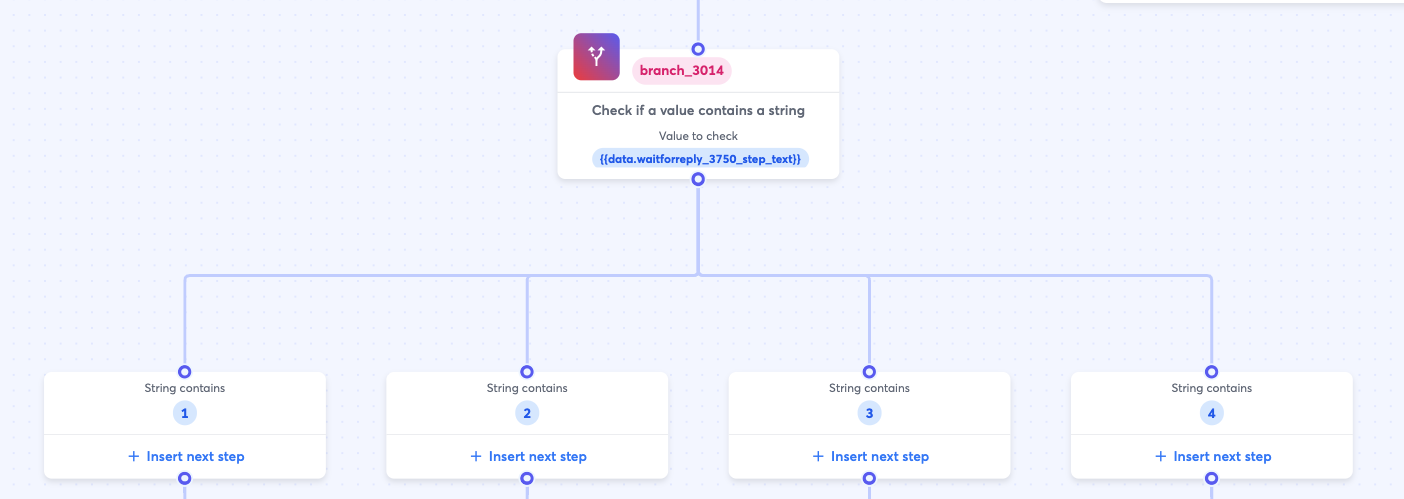 branch_3014
Check if a value contains a string
Value to check
{{data.waitforreply_3750_step_text}}
String contains
1
+ Insert next step
String contains
2
+ Insert next step
String contains
3
+ Insert next step
String contains
4
+ Insert next step